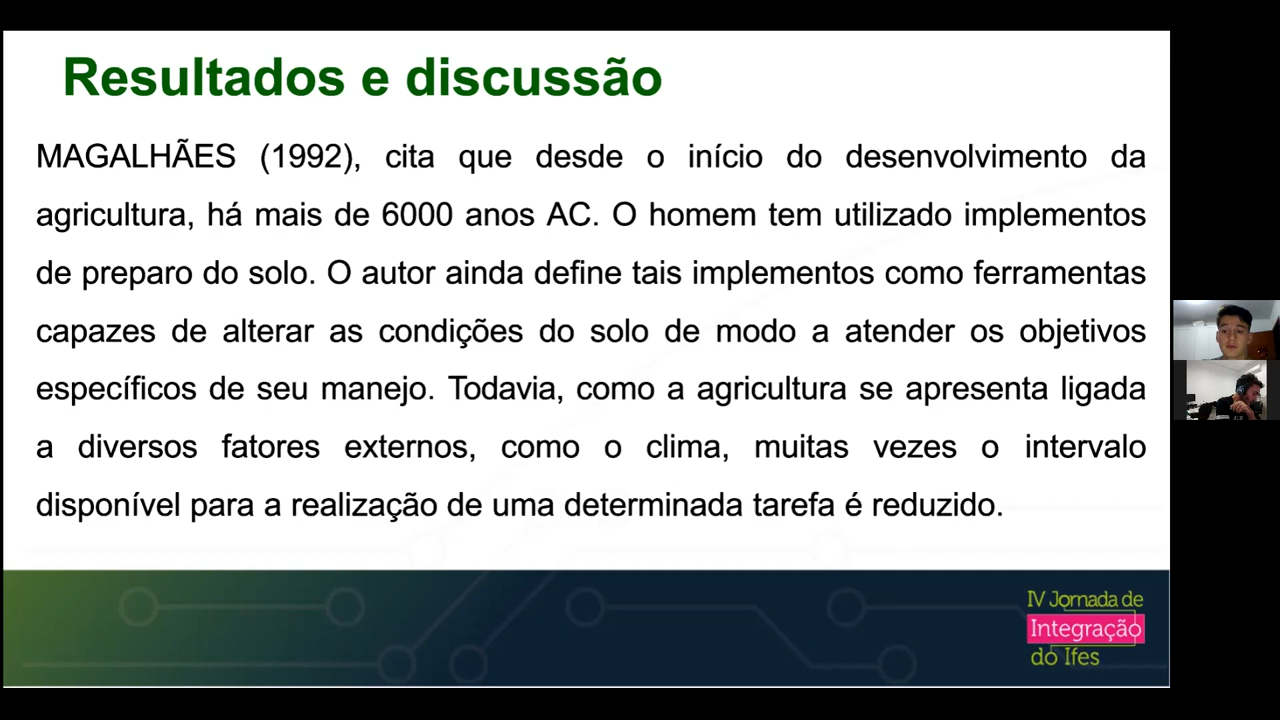 Resultados e discussão
MAGALHÃES (1992), cita que desde o início do desenvolvimento da
agricultura, há mais de 6000 anos AC. O homem tem utilizado implementos
de preparo do solo. O autor ainda define tais implementos como ferramentas
capazes de alterar as condições do solo de modo a atender os objetivos
específicos de seu manejo. Todavia, como a agricultura se apresenta ligada
a diversos fatores externos, como o clima, muitas vezes o intervalo
disponível para a realização de uma determinada tarefa é reduzido.
IV Jornada de
Integração
do Ifes